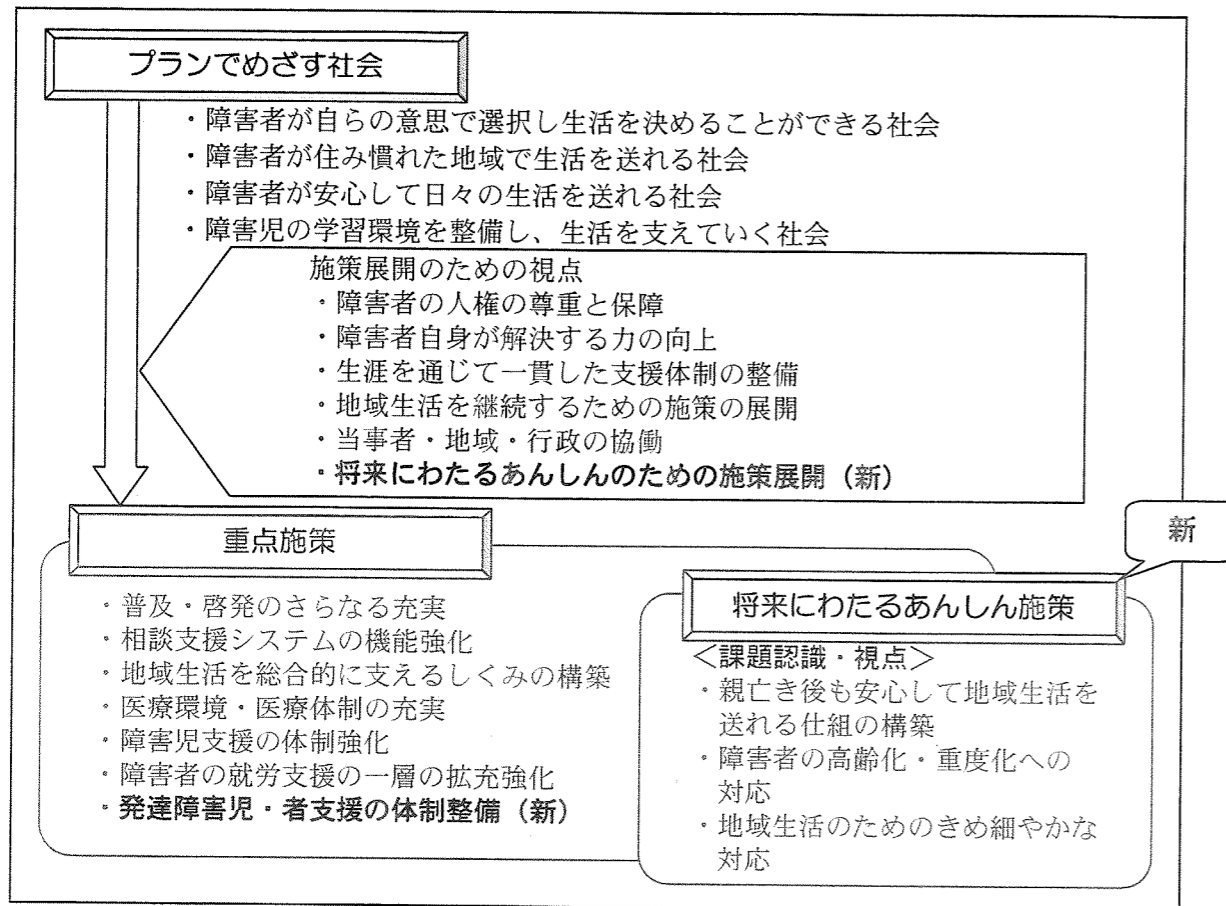 プランでめざす社会
・障害者が自らの意思で選択し生活を決めることができる社会
・障害者が住み慣れた地域で生活を送れる社会
・障害者が安心して日々の生活を送れる社会
・障害児の学習環境を整備し、生活を支えていく社会
施策展開のための視点
・障害者の人権の尊重と保障
・障害者自身が解決する力の向上
・生涯を通じて一貫した支援体制の整備
・地域生活を継続するための施策の展開
・当事者・地域・行政の協働
・将来にわたるあんしんのための施策展開（新）
重点施策
・普及・啓発のさらなる充実
・相談支援システムの機能強化
・地域生活を総合的に支えるしくみの構築
・医療環境・医療体制の充実
・障害児支援の体制強化
・障害者の就労支援の一層の拡充強化
・発達障害児・者支援の体制整備（新）
新
将来にわたるあんしん施策
＜課題認識・視点＞
・親亡き後も安心して地域生活を
送れる仕組の構築
・障害者の高齢化・重度化への
対応
・地域生活のためのきめ細やかな
対応